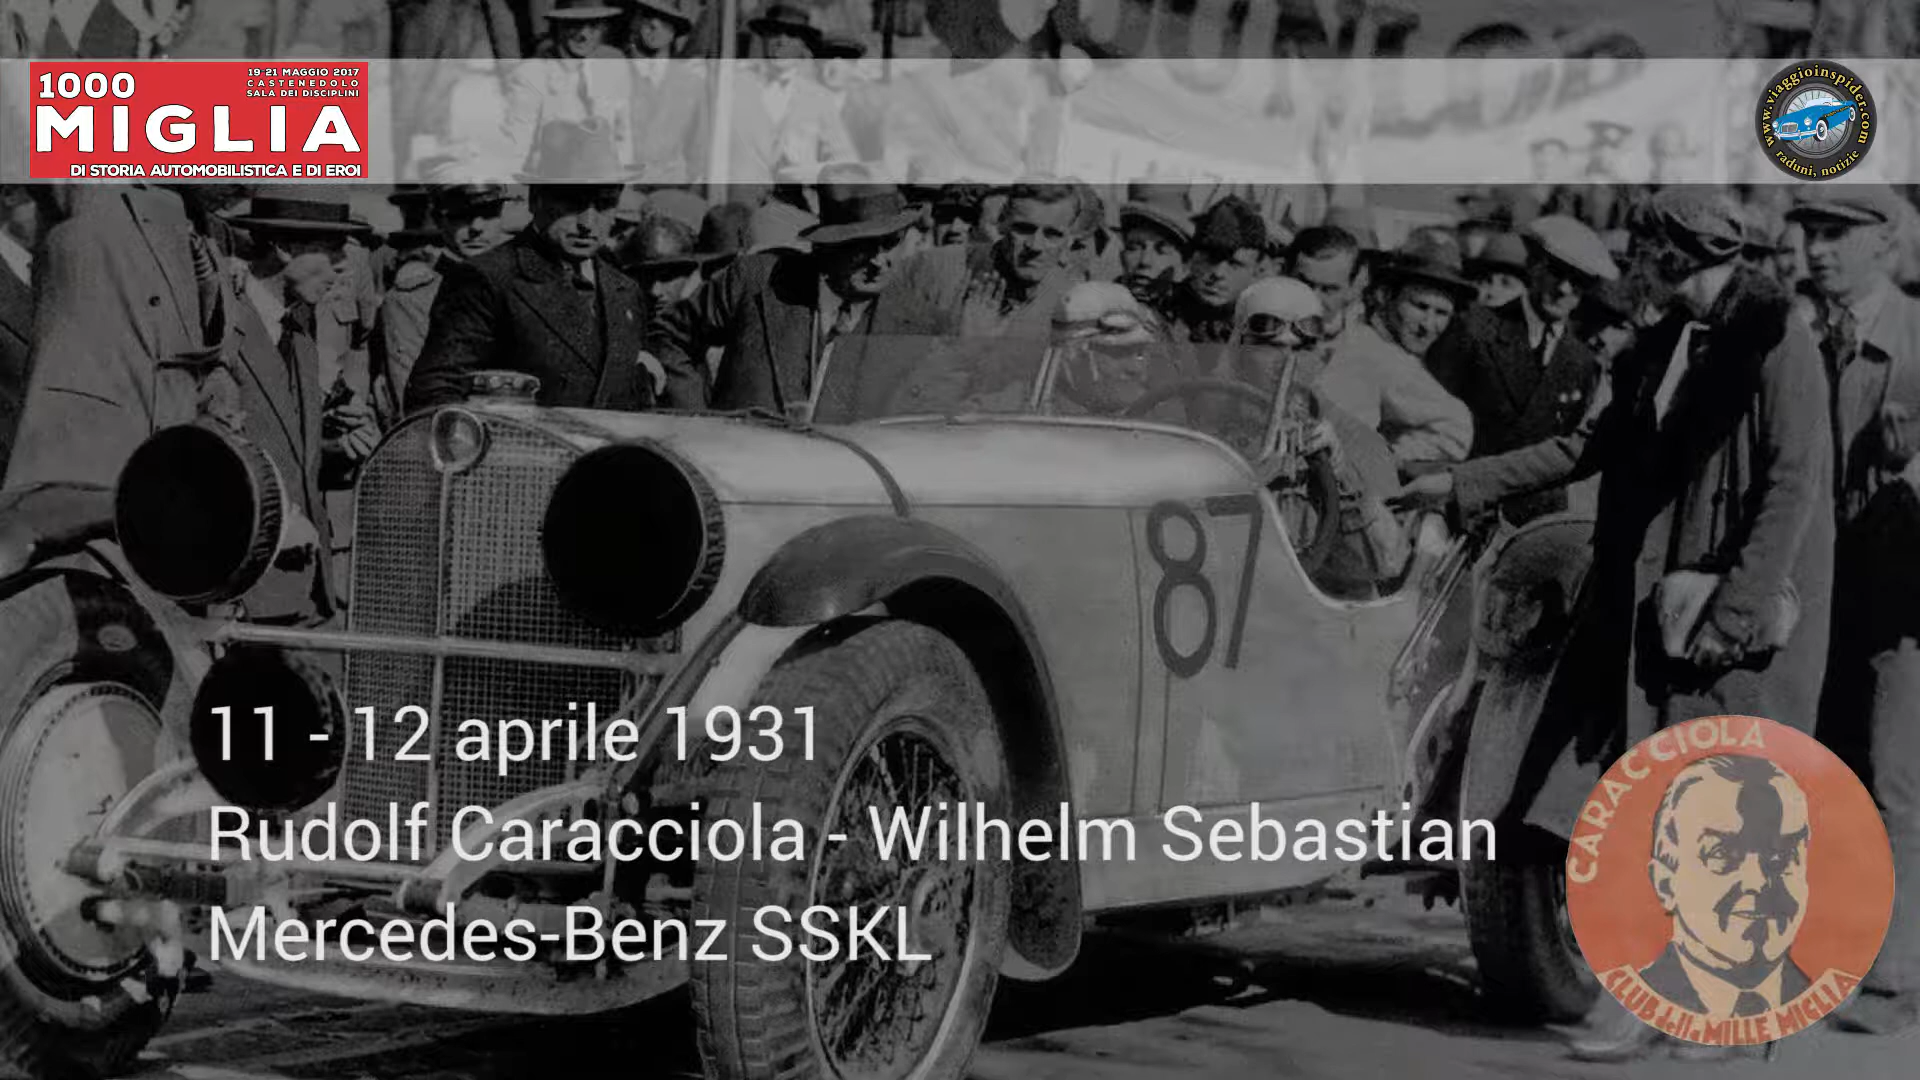 1000
MIGLIA
19-21 MAGGIO 2017
CASTENEDOLO
SALA DEI DISCIPLINI
DI STORIA AUTOMOBILISTICA E DI EROI
www.viaggioinspider.com
raduni, notizie
87
11 - 12 aprile 1931
Rudolf Caracciola - Wilhelm Sebastian
Mercedes-Benz SSKL
CARACCIOLA
CLUB della MILLE MIGLIA